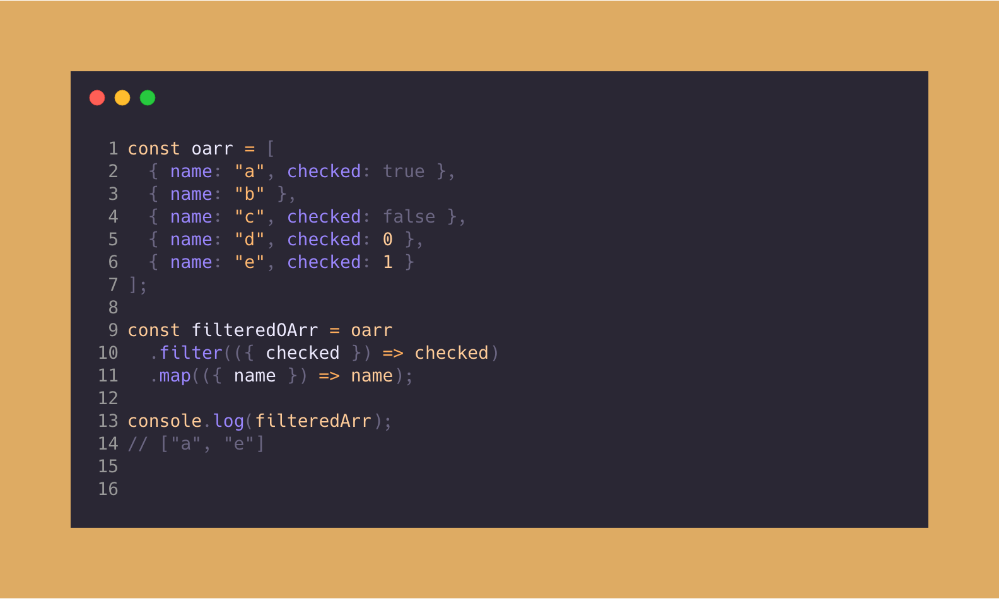 1 const oarr = [
2   { name: "a", checked: true },
3   { name: "b" },
4   { name: "c", checked: false },
5   { name: "d", checked: 0 },
6   { name: "e", checked: 1 }
7 ];
8
9 const filteredOArr = oarr
10   .filter(({ checked }) => checked)
11   .map(({ name }) => name);
12
13 console.log(filteredArr);
14 // ["a", "e"]
15
16